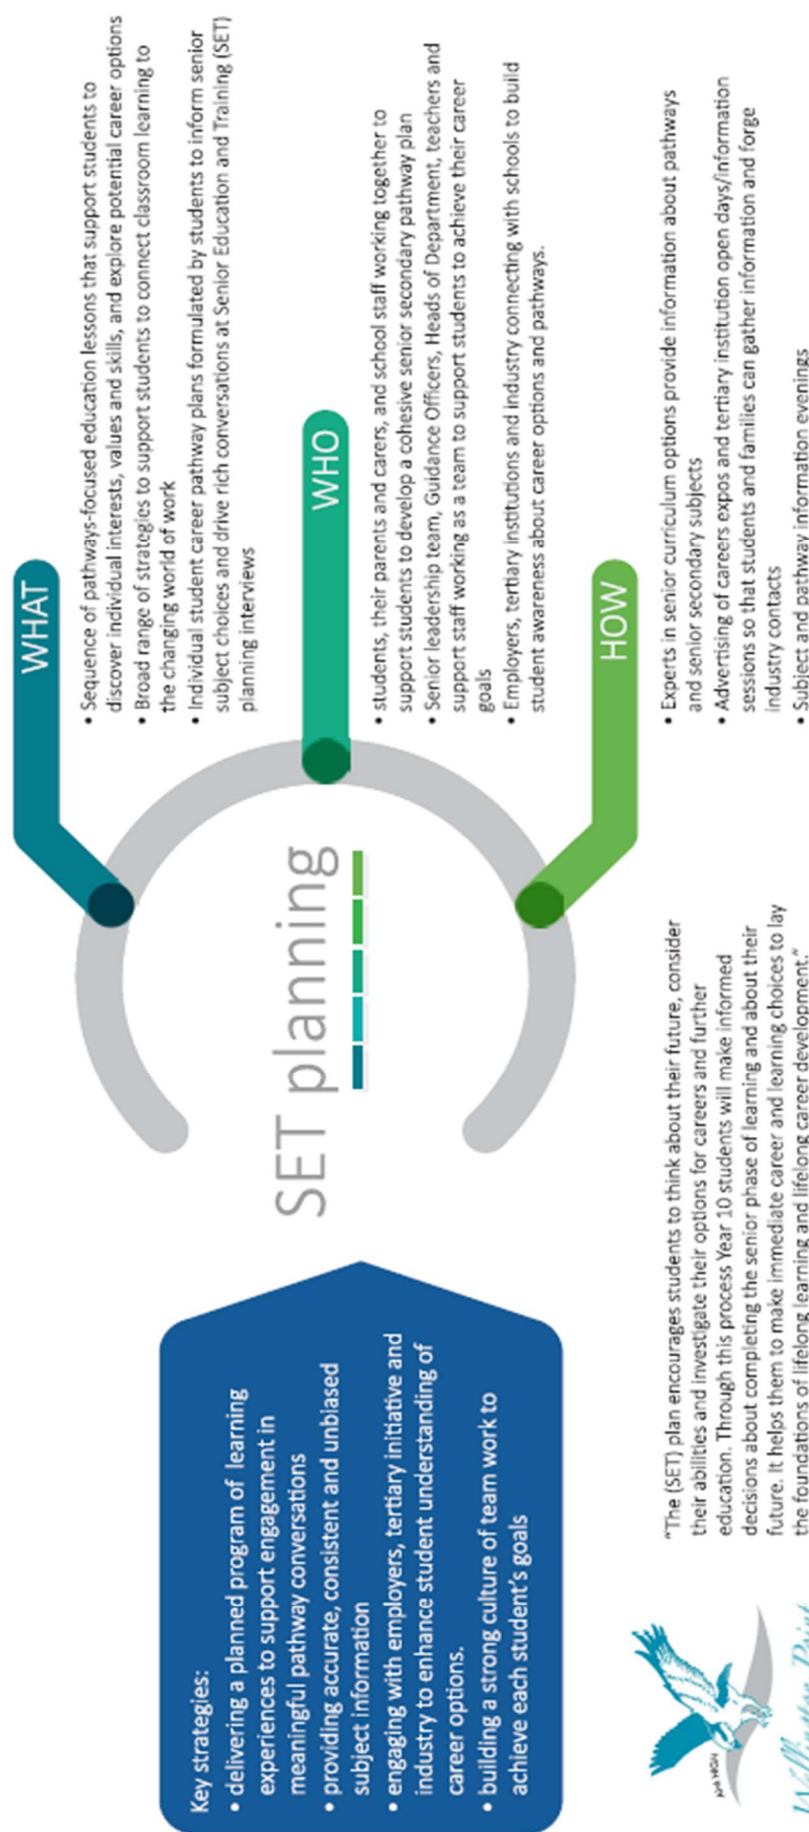 Key strategies:
• delivering a planned program of learning
experiences to support engagement in
meaningful pathway conversations
• providing accurate, consistent and unbiased
subject information
• engaging with employers, tertiary initiative and
industry to enhance student understanding of
career options.
• building a strong culture of team work to
achieve each student's goals
SET planning
WHAT
• Sequence of pathways-focused education lessons that support students to
discover individual interests, values and skills, and explore potential career options
• Broad range of strategies to support students to connect classroom learning to
the changing world of work
• Individual student career pathway plans formulated by students to inform senior
subject choices and drive rich conversations at Senior Education and Training (SET)
planning interviews
WHO
• students, their parents and carers, and school staff working together to
support students to develop a cohesive senior secondary pathway plan
• Senior leadership team, Guidance Officers, Heads of Department, teachers and
support staff working as a team to support students to achieve their career
goals
• Employers, tertiary institutions and industry connecting with schools to build
student awareness about career options and pathways.
HOW
• Experts in senior curriculum options provide information about pathways
and senior secondary subjects
• Advertising of careers expos and tertiary institution open days/information
sessions so that students and families can gather information and forge
industry contacts
• Subject and pathway information evenings
"The (SET) plan encourages students to think about their future, consider
their abilities and investigate their options for careers and further
education. Through this process Year 10 students will make informed
decisions about completing the senior phase of learning and about their
future. It helps them to make immediate career and learning choices to lay
the foundations of lifelong learning and lifelong career development."
AIM HIGH
Wellington Point